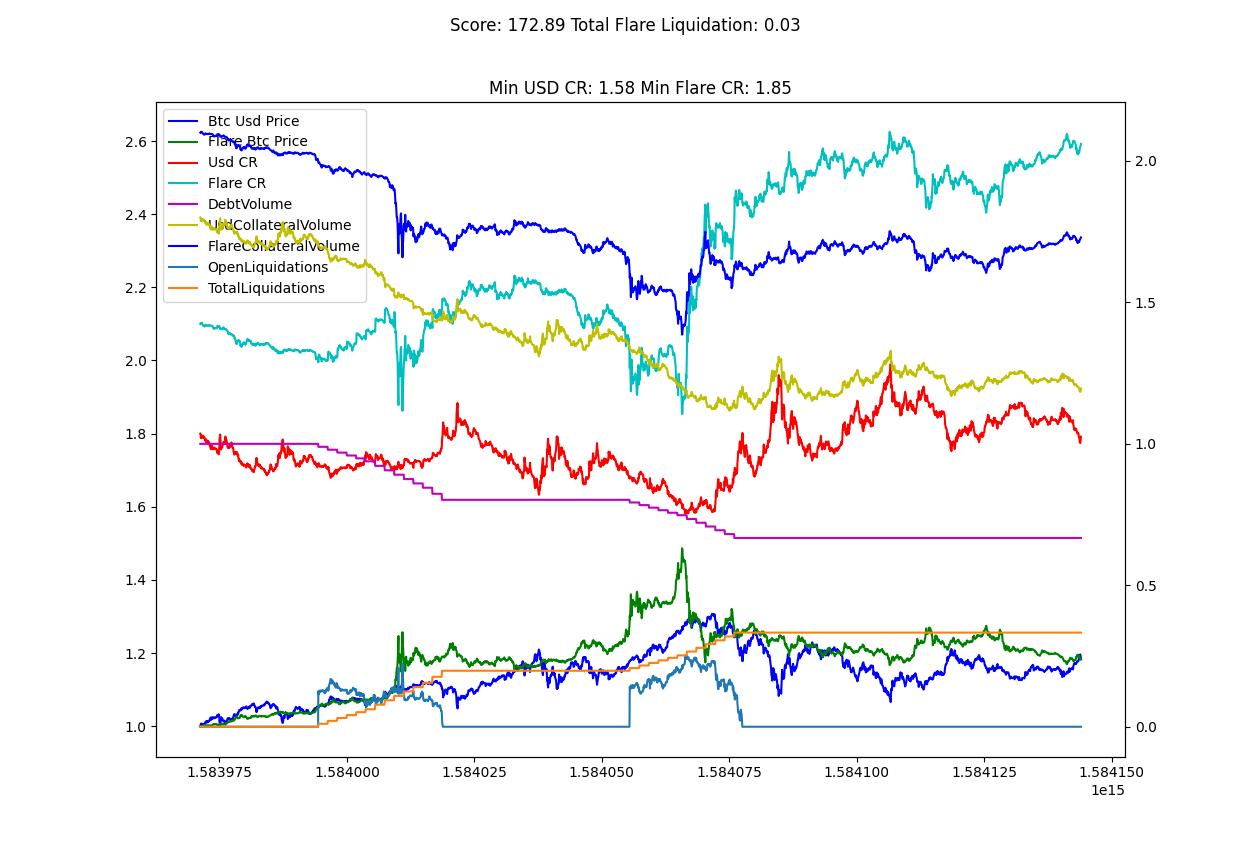 Score: 172.89 Total Flare Liquidation: 0.03
Min USD CR: 1.58 Min Flare CR: 1.85
Btc Usd Price
Flare Btc Price
Usd CR
Flare CR
DebtVolume
UsdCollateralVolume
FlareCollateralVolume
OpenLiquidations
TotalLiquidations
2.6
2.4
2.2
2.0
1.8
1.6
1.4
1.2
1.0
2.0
1.5
1.0
0.5
0.0
1.583975 1.584000 1.584025 1.584050 1.584075 1.584100 1.584125 1.584150
1e15